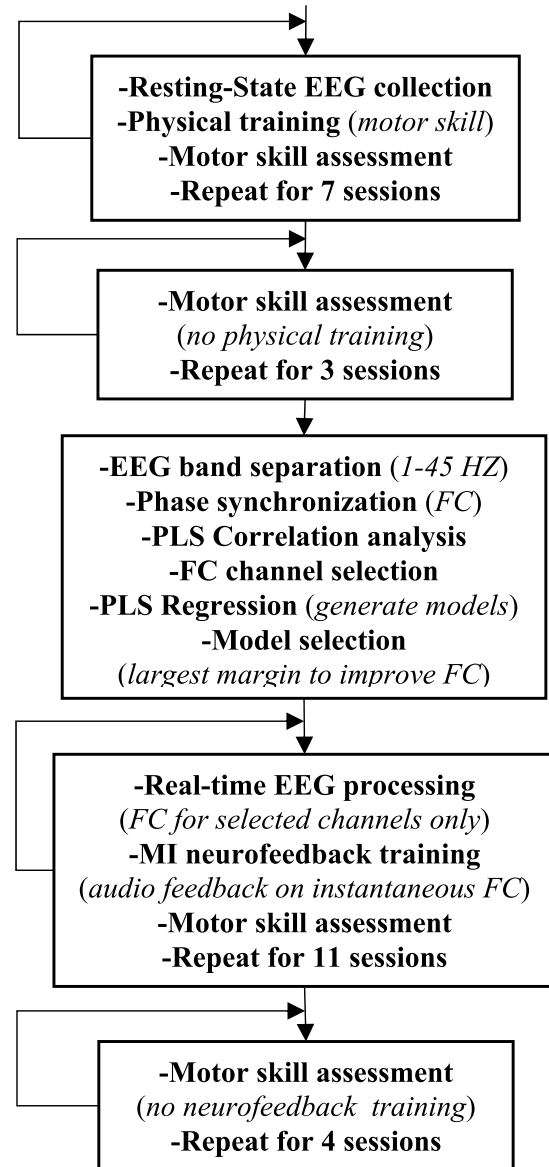 -Resting-State EEG collection
-Physical training (motor skill)
-Motor skill assessment
-Repeat for 7 sessions
-Motor skill assessment
(no physical training)
-Repeat for 3 sessions
-EEG band separation (1-45 HZ)
-Phase synchronization (FC)
-PLS Correlation analysis
-FC channel selection
-PLS Regression (generate models)
-Model selection
(largest margin to improve FC)
-Real-time EEG processing
(FC for selected channels only)
-MI neurofeedback training
(audio feedback on instantaneous FC)
-Motor skill assessment
-Repeat for 11 sessions
-Motor skill assessment
(no neurofeedback training)
-Repeat for 4 sessions